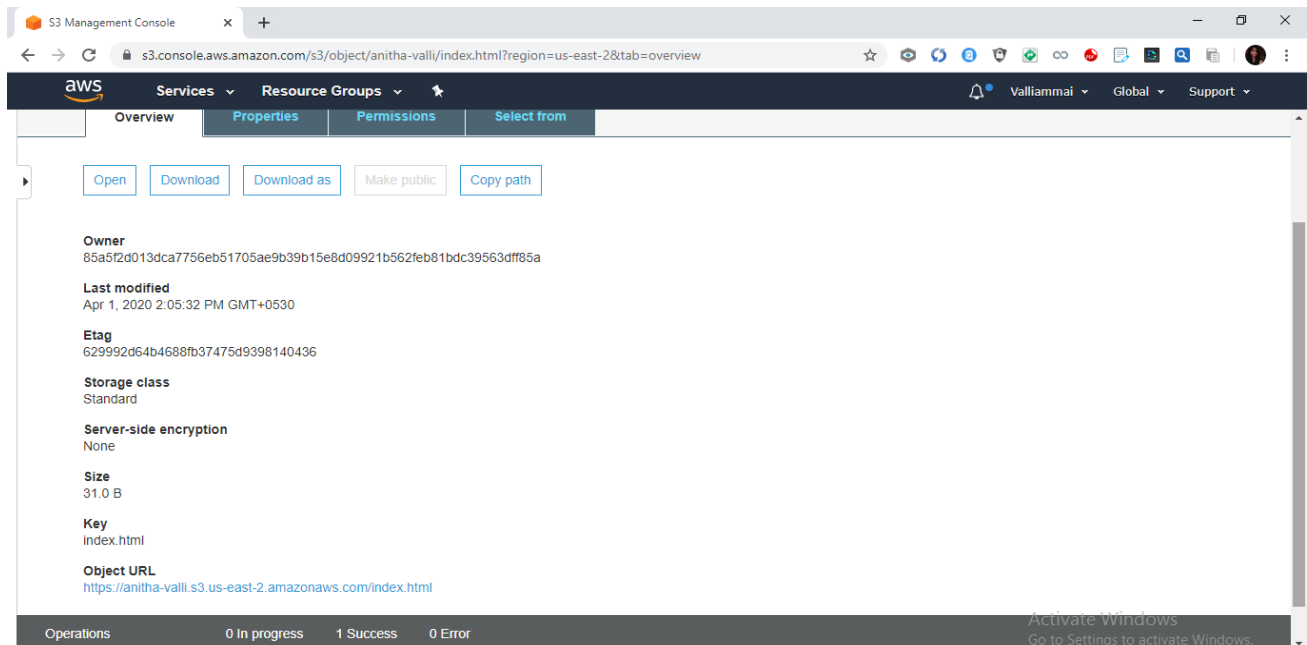 S3 Management Console
s3.console.aws.amazon.com/s3/object/anitha-valli/index.html?region=us-east-2&tab=overview
aws Services Resource Groups Valliammai Global Support
Overview Properties Permissions Select from
Open Download Download as Make public Copy path
Owner
85a5f2d013dca7756eb51705ae9b39b15e8d09921b562feb81bdc39563dff85a
Last modified
Apr 1, 2020 2:05:32 PM GMT+0530
Etag
629992d64b4688fb37475d9398140436
Storage class
Standard
Server-side encryption
None
Size
31.0 B
Key
index.html
Object URL
https://anitha-valli.s3.us-east-2.amazonaws.com/index.html
Activate Windows
Operations 0 In progress 1 Success 0 Error
Go to Settings to activate Windows.